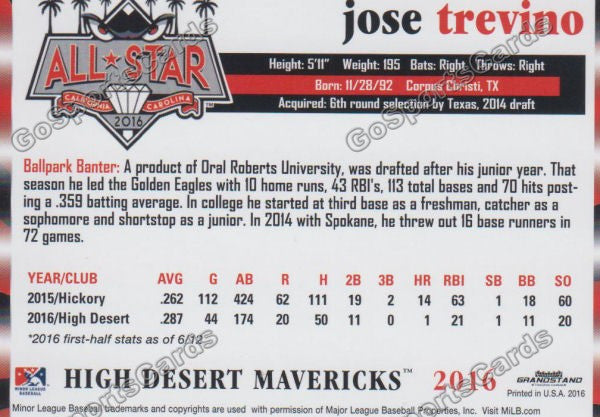 jose trevino
ALL★STAR
CALIFORNIA CAROLINA
2016
Height: 5'11" Weight: 195 Bats: Right Throws: Right
Born: 11/28/92 Corpus Christi, TX
Acquired: 6th round selection by Texas, 2014 draft
Ballpark Banter: A product of Oral Roberts University, was drafted after his junior year. That
season he led the Golden Eagles with 10 home runs, 43 RBI's, 113 total bases and 70 hits post-
ing a .359 batting average. In college he started at third base as a freshman, catcher as a
sophomore and shortstop as a junior. In 2014 with Spokane, he threw out 16 base runners in
72 games.
YEAR/CLUB AVG G AB R H 2B 3B HR RBI SB BB SO
2015/Hickory .262 112 424 62 111 19 2 14 63 1 18 60
2016/High Desert .287 44 174 20 50 11 0 1 21 1 11 20
*2016 first-half stats as of 6/12
MINOR LEAGUE
BASEBALL
HIGH DESERT MAVERICKS™ 2016
GRANDSTAND
Printed in U.S.A. 2016
Minor League Baseball trademarks and copyrights are used with permission of Major League Baseball Properties, Inc. Visit MiLB.com
GoSportsCards
GoSportsCards
GoSportsCards
GoSportsCards
GoSportsCards